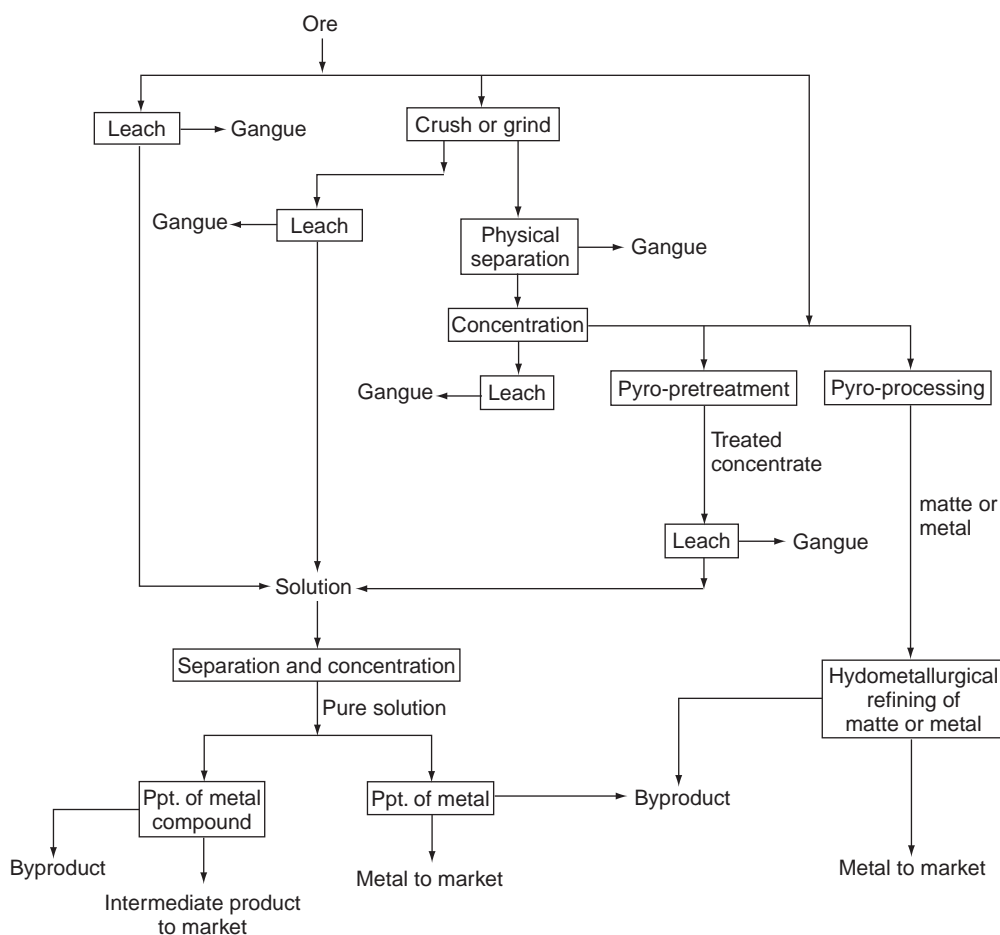 Ore
Leach
Gangue
Crush or grind
Gangue
Leach
Physical
separation
Gangue
Concentration
Gangue
Leach
Pyro-pretreatment
Pyro-processing
Treated
concentrate
matte or
metal
Leach
Gangue
Solution
Separation and concentration
Hydometallurgical
refining of
matte or metal
Pure solution
Ppt. of metal
compound
Ppt. of metal
Byproduct
Byproduct
Metal to market
Metal to market
Intermediate product
to market